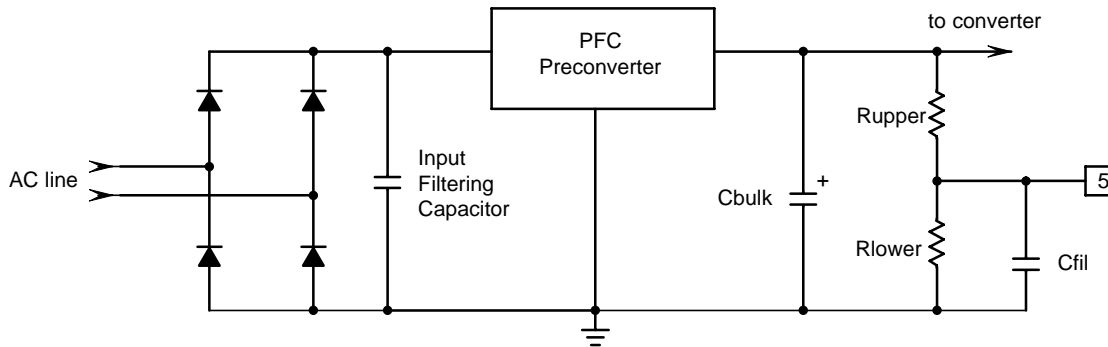 to converter
PFC
Preconverter
Rupper
AC line
Input
Filtering
Capacitor
5
+
Cbulk
Rlower
Cfil